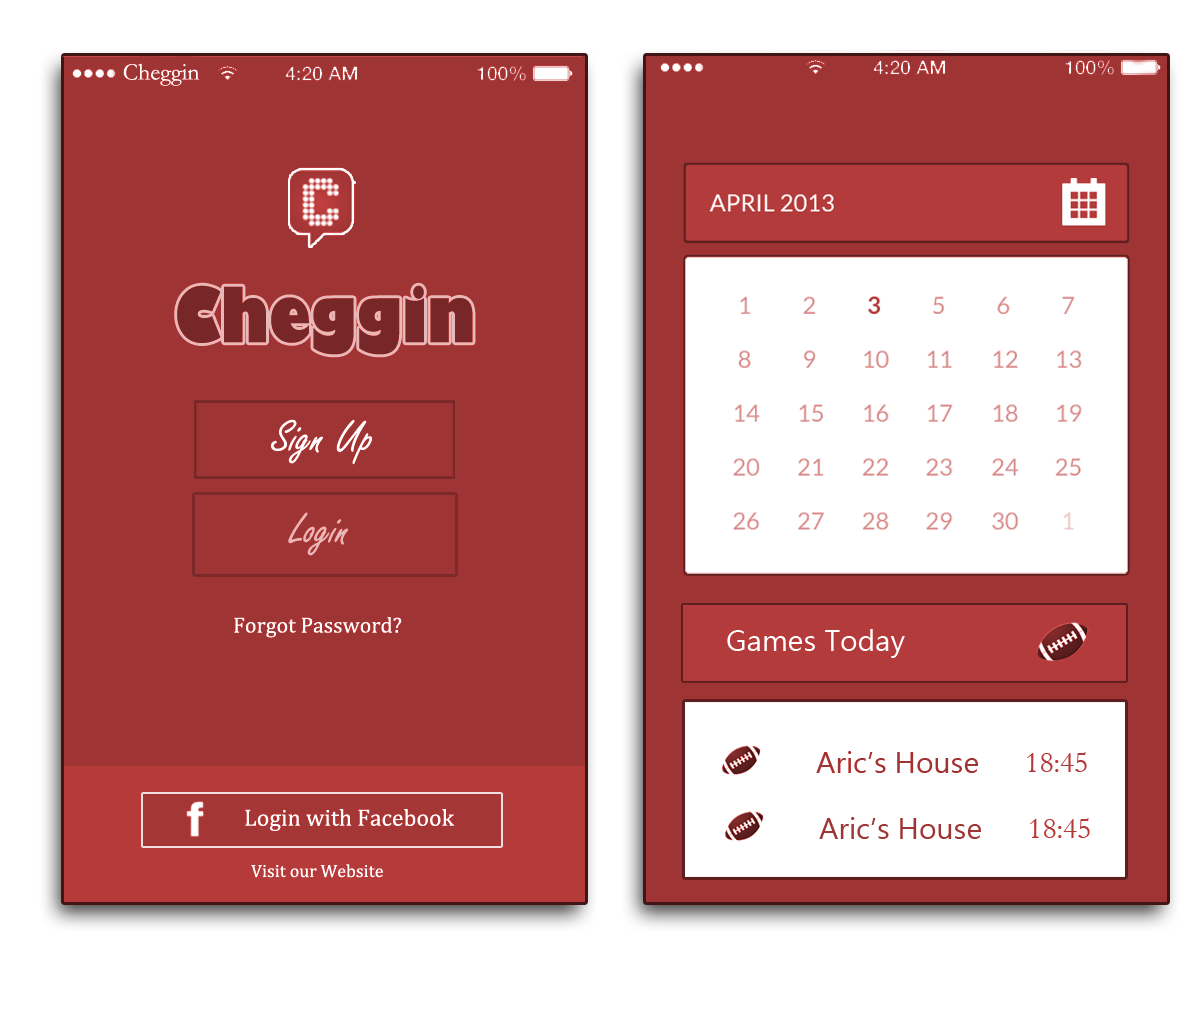 Cheggin 4:20 AM 100%
C
Cheggin
Sign Up
Login
Forgot Password?
f Login with Facebook
Visit our Website
4:20 AM 100%
APRIL 2013
1 2 3 5 6 7
8 9 10 11 12 13
14 15 16 17 18 19
20 21 22 23 24 25
26 27 28 29 30 1
Games Today
Aric's House 18:45
Aric's House 18:45